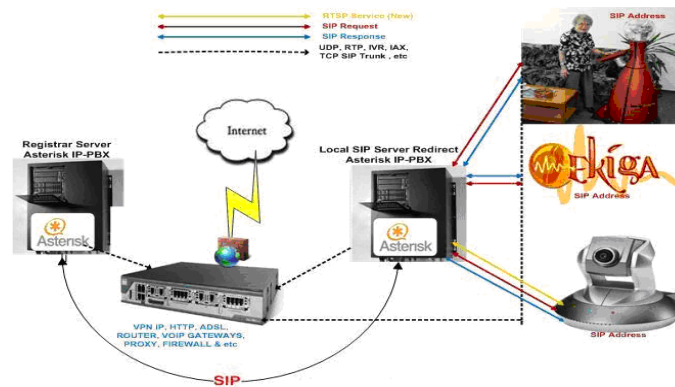 RTSP Service (New)
SIP Request
SIP Response
UDP, RTP, IVR, IAX,
TCP SIP Trunk , etc
SIP Address
Internet
Registrar Server
Asterisk IP-PBX
Local SIP Server Redirect
Asterisk IP-PBX
Ekiga
SIP Address
Asterisk
Asterisk
VPN IP, HTTP, ADSL,
ROUTER, VOIP GATEWAYS,
PROXY, FIREWALL & etc
SIP Address
SIP